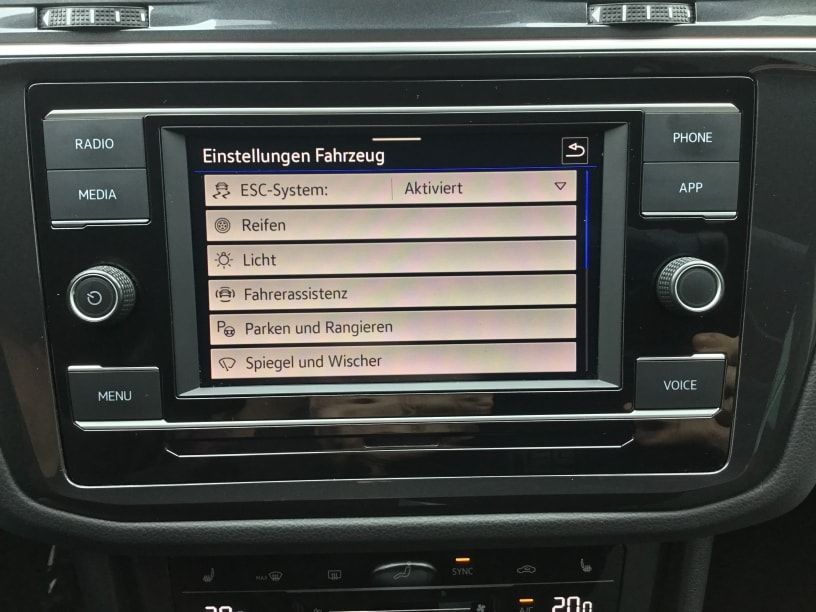 RADIO
MEDIA
MENU
PHONE
APP
VOICE
Einstellungen Fahrzeug
ESC-System: Aktiviert
Reifen
Licht
Fahrerassistenz
P Parken und Rangieren
Spiegel und Wischer
MAX
SYNC
A/C